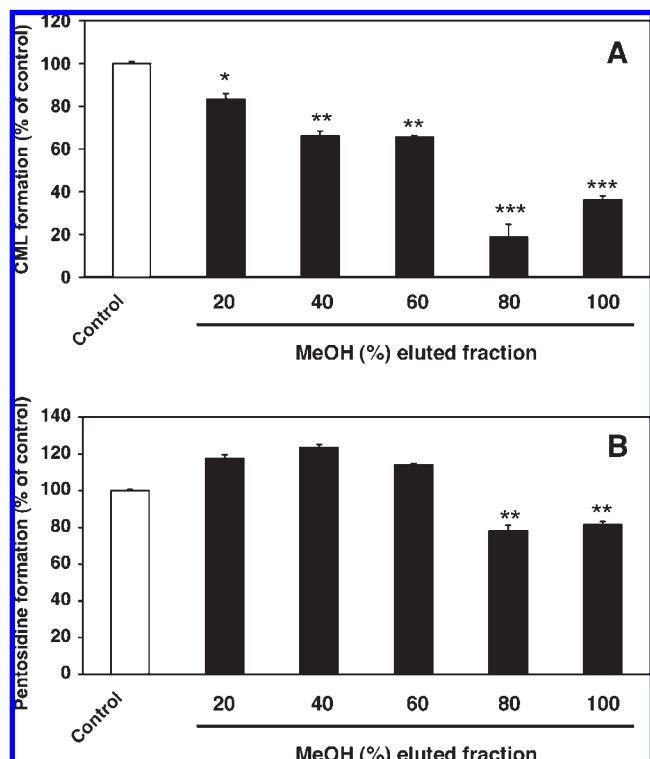 120
100
80
60
40
20
0
CML formation (% of control)
A
*
**
**
***
***
Control
20 40 60 80 100
MeOH (%) eluted fraction
140
120
100
80
60
40
20
0
Pentosidine formation (% of control)
B
**
**
Control
20 40 60 80 100
MeOH (%) eluted fraction